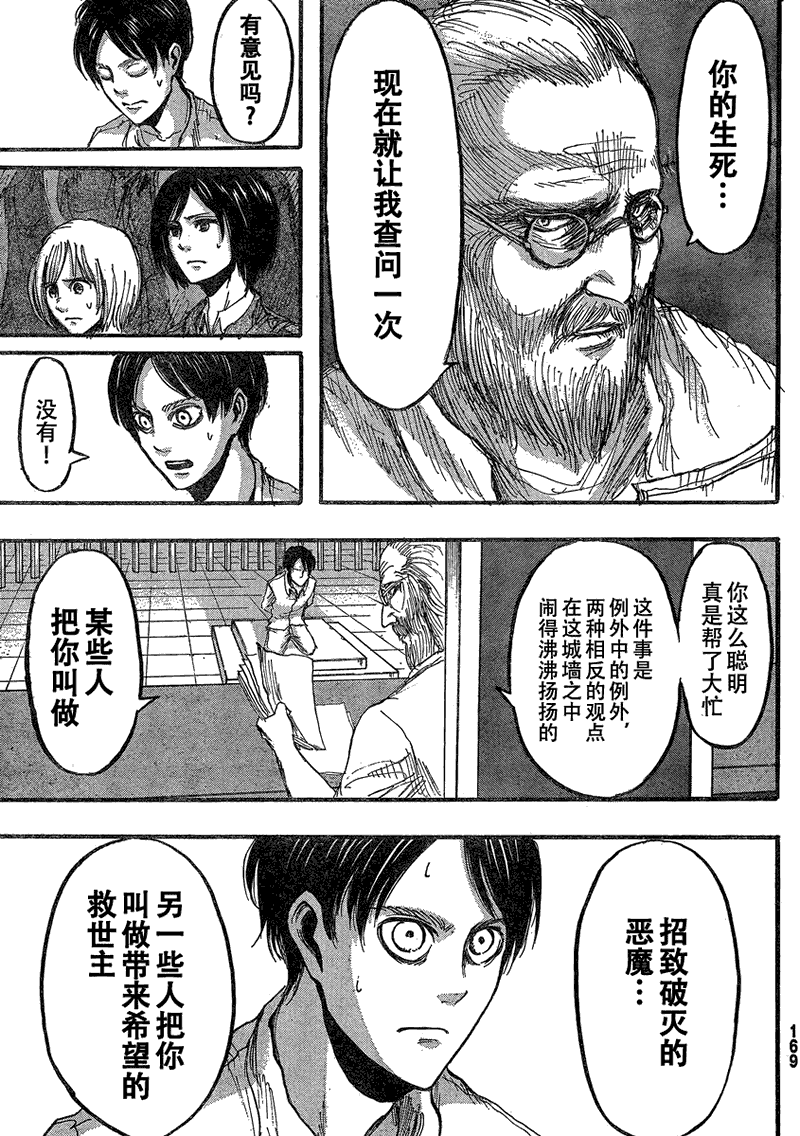 你的生死…
现在就让我查问一次
有意见吗?
没有!
你这么聪明
真是帮了大忙
这件事是
例外中的例外,
两种相反的观点
在这城墙之中
闹得沸沸扬扬的
某些人
把你叫做
招致破灭的
恶魔…
另一些人把你
叫做带来希望的
救世主
169